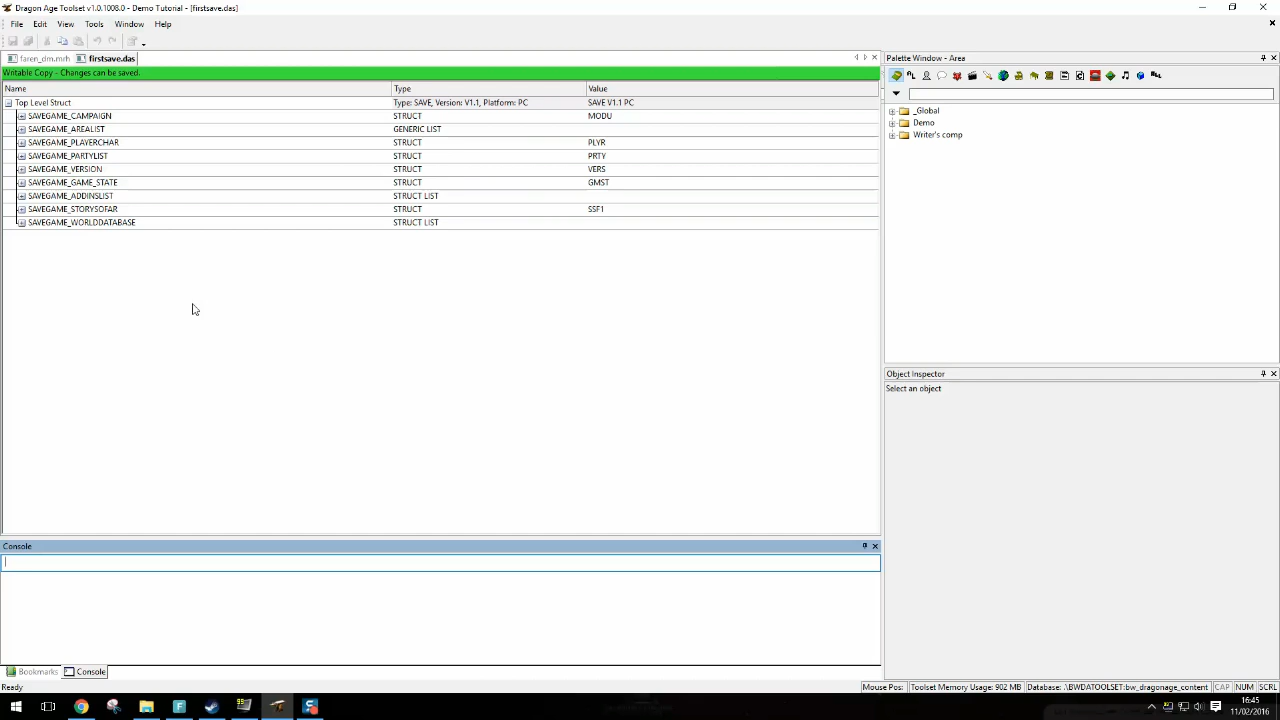 Dragon Age Toolset v1.0.1008.0 - Demo Tutorial - [firstsave.das]
File Edit View Tools Window Help
faren_dm.mrh firstsave.das
Writable Copy - Changes can be saved.
Name Type Value
Top Level Struct Type: SAVE, Version: V1.1, Platform: PC SAVE V1.1 PC
SAVEGAME_CAMPAIGN STRUCT MODU
SAVEGAME_AREALIST GENERIC LIST
SAVEGAME_PLAYERCHAR STRUCT PLYR
SAVEGAME_PARTYLIST STRUCT PRTY
SAVEGAME_VERSION STRUCT VERS
SAVEGAME_GAME_STATE STRUCT GMST
SAVEGAME_ADDINSLIST STRUCT LIST
SAVEGAME_STORYSOFAR STRUCT SSF1
SAVEGAME_WORLDDATABASE STRUCT LIST
Palette Window - Area
_Global
Demo
Writer's comp
Object Inspector
Select an object
Console
Bookmarks Console
Ready Mouse Pos: Toolset Memory Usage: 902 MB Database: .\BWDATOOLSET:bw_dragonage_content CAP NUM SCRL
16:45
11/02/2016